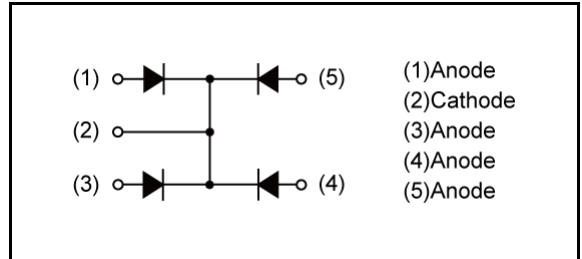 (1) (5)
(2)
(3) (4)
(1)Anode
(2)Cathode
(3)Anode
(4)Anode
(5)Anode